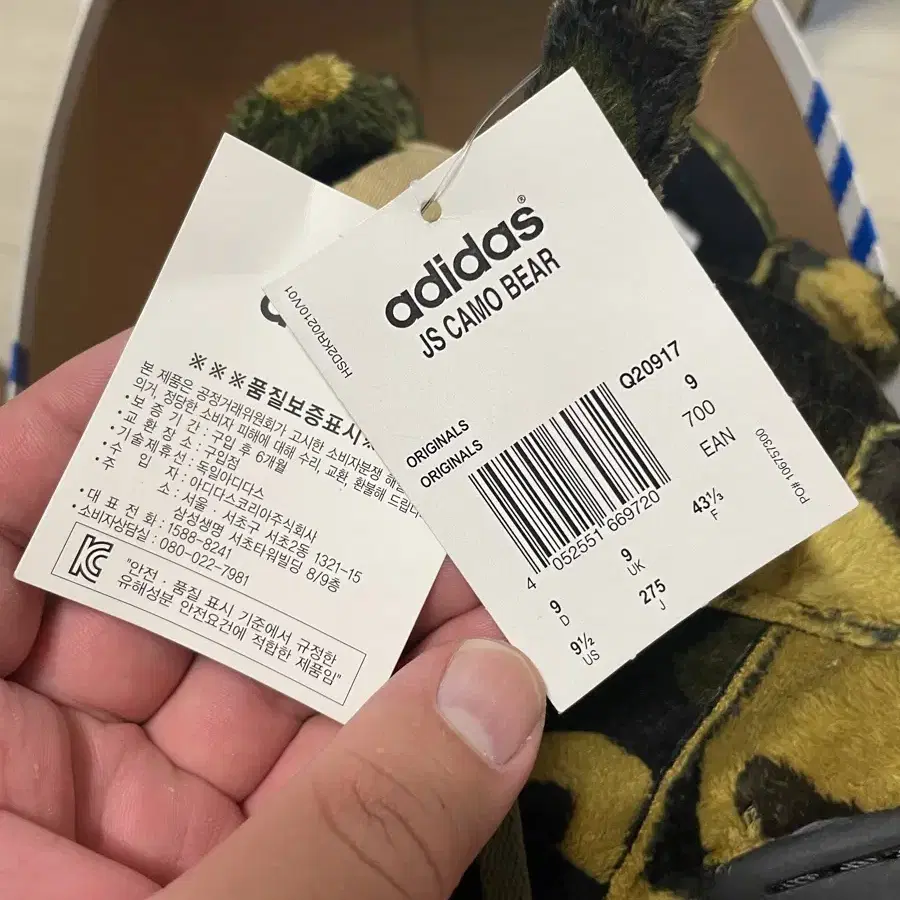 ※※※품질보증표시※
본 제품은 공정거래위원회가 고시한 소비자분쟁 해
의거, 정당한 소비자 피해에 대해 수리, 교환, 환불해 드립니다
•보 증 기 간 : 구입 후 6개월
•교 환 장 소 : 구입점
•기술제휴선 : 독일아디다스
•수 입 자 : 아디다스코리아주식회사
•주 소 : 서울 서초구 서초2동 1321-15
삼성생명 서초타워빌딩 8/9층
•대 표 전 화 : 1588-8241
•소비자상담실 : 080-022-7981
"안전·품질 표시 기준에서 규정한
유해성분 안전요건에 적합한 제품임"
HSD2KR/0210/V01
adidas®
JS CAMO BEAR
ORIGINALS
ORIGINALS
Q20917
9
700
EAN
4 052551 669720
PO# 106757300
9
D
9
UK
43⅓
F
9½
US
275
J